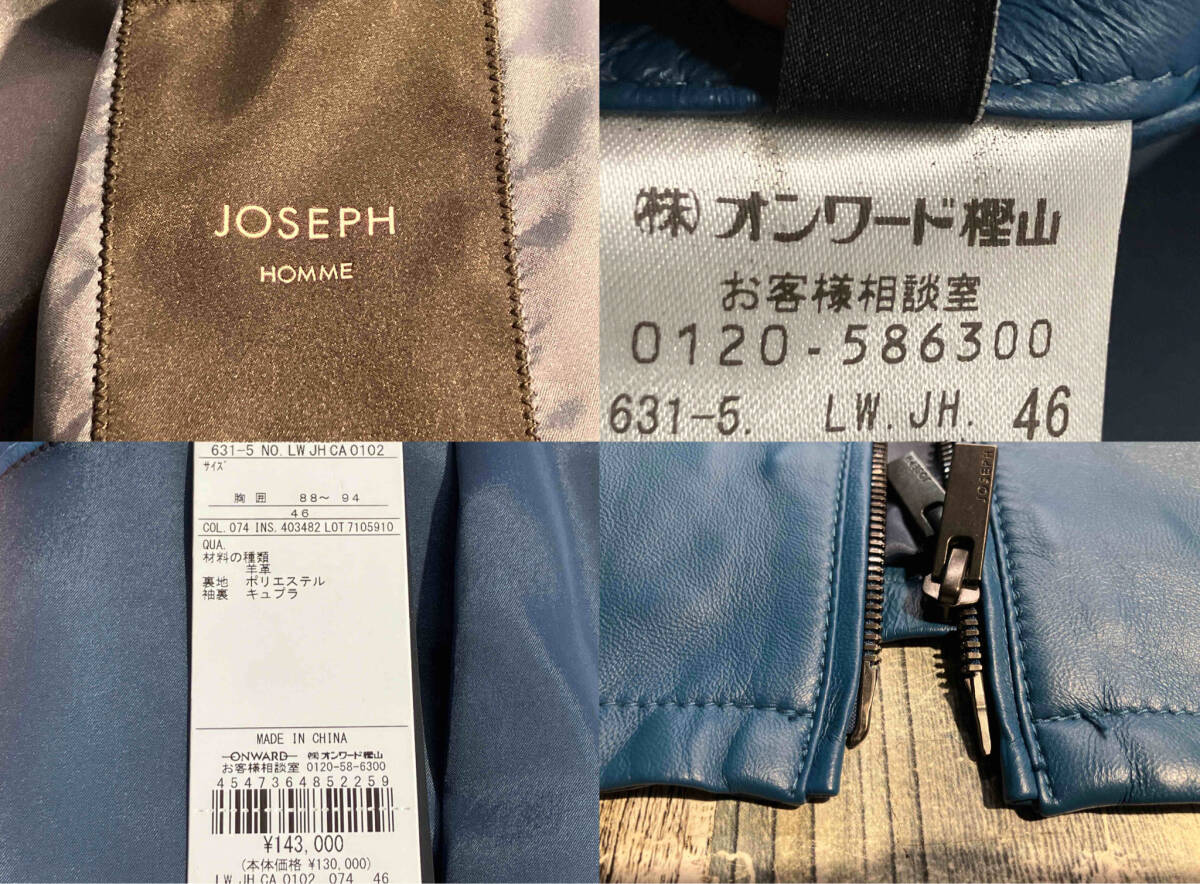 JOSEPH
HOMME
(株)オンワード樫山
お客様相談室
0120-586300
631-5. LW.JH. 46
631-5 NO. LW JH CA 0102
サイズ
胸囲 88～ 94
46
COL. 074 INS. 403482 LOT 7105910
QUA.
材料の種類
羊革
裏地 ポリエステル
袖裏 キュプラ
MADE IN CHINA
ONWARD ㈱オンワード樫山
お客様相談室 0120-58-6300
4547364852259
¥143,000
(本体価格 ¥130,000)
LW JH CA 0102 074 46
JOSEPH